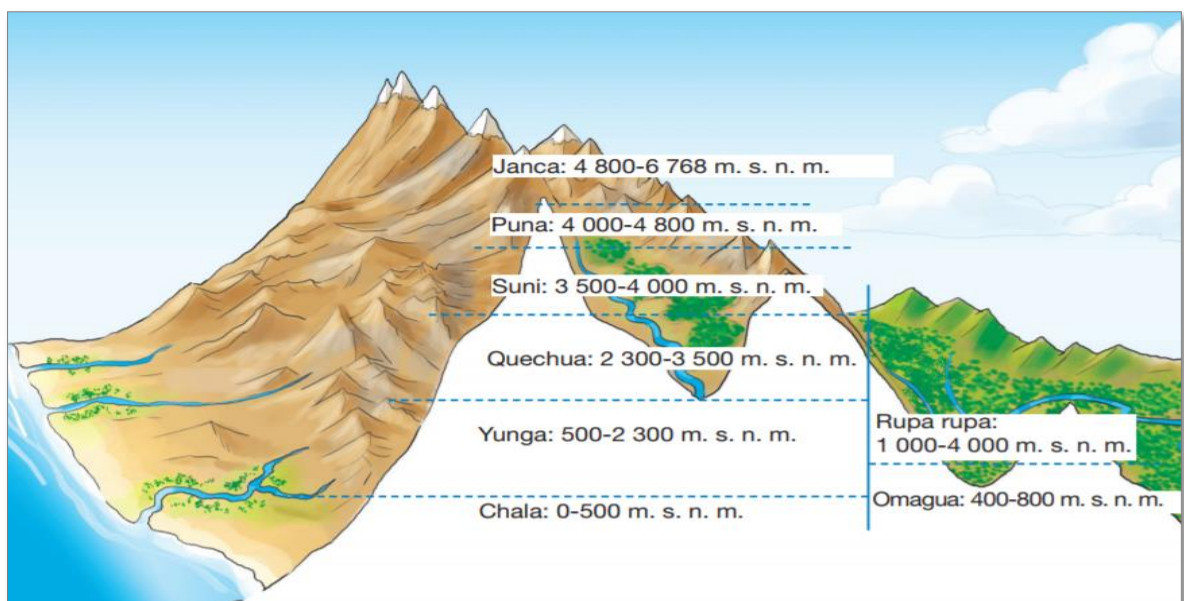 Janca: 4 800-6 768 m. s. n. m.
Puna: 4 000-4 800 m. s. n. m.
Suni: 3 500-4 000 m. s. n. m.
Quechua: 2 300-3 500 m. s. n. m.
Yunga: 500-2 300 m. s. n. m.
Chala: 0-500 m. s. n. m.
Rupa rupa:
1 000-4 000 m. s. n. m.
Omagua: 400-800 m. s. n. m.